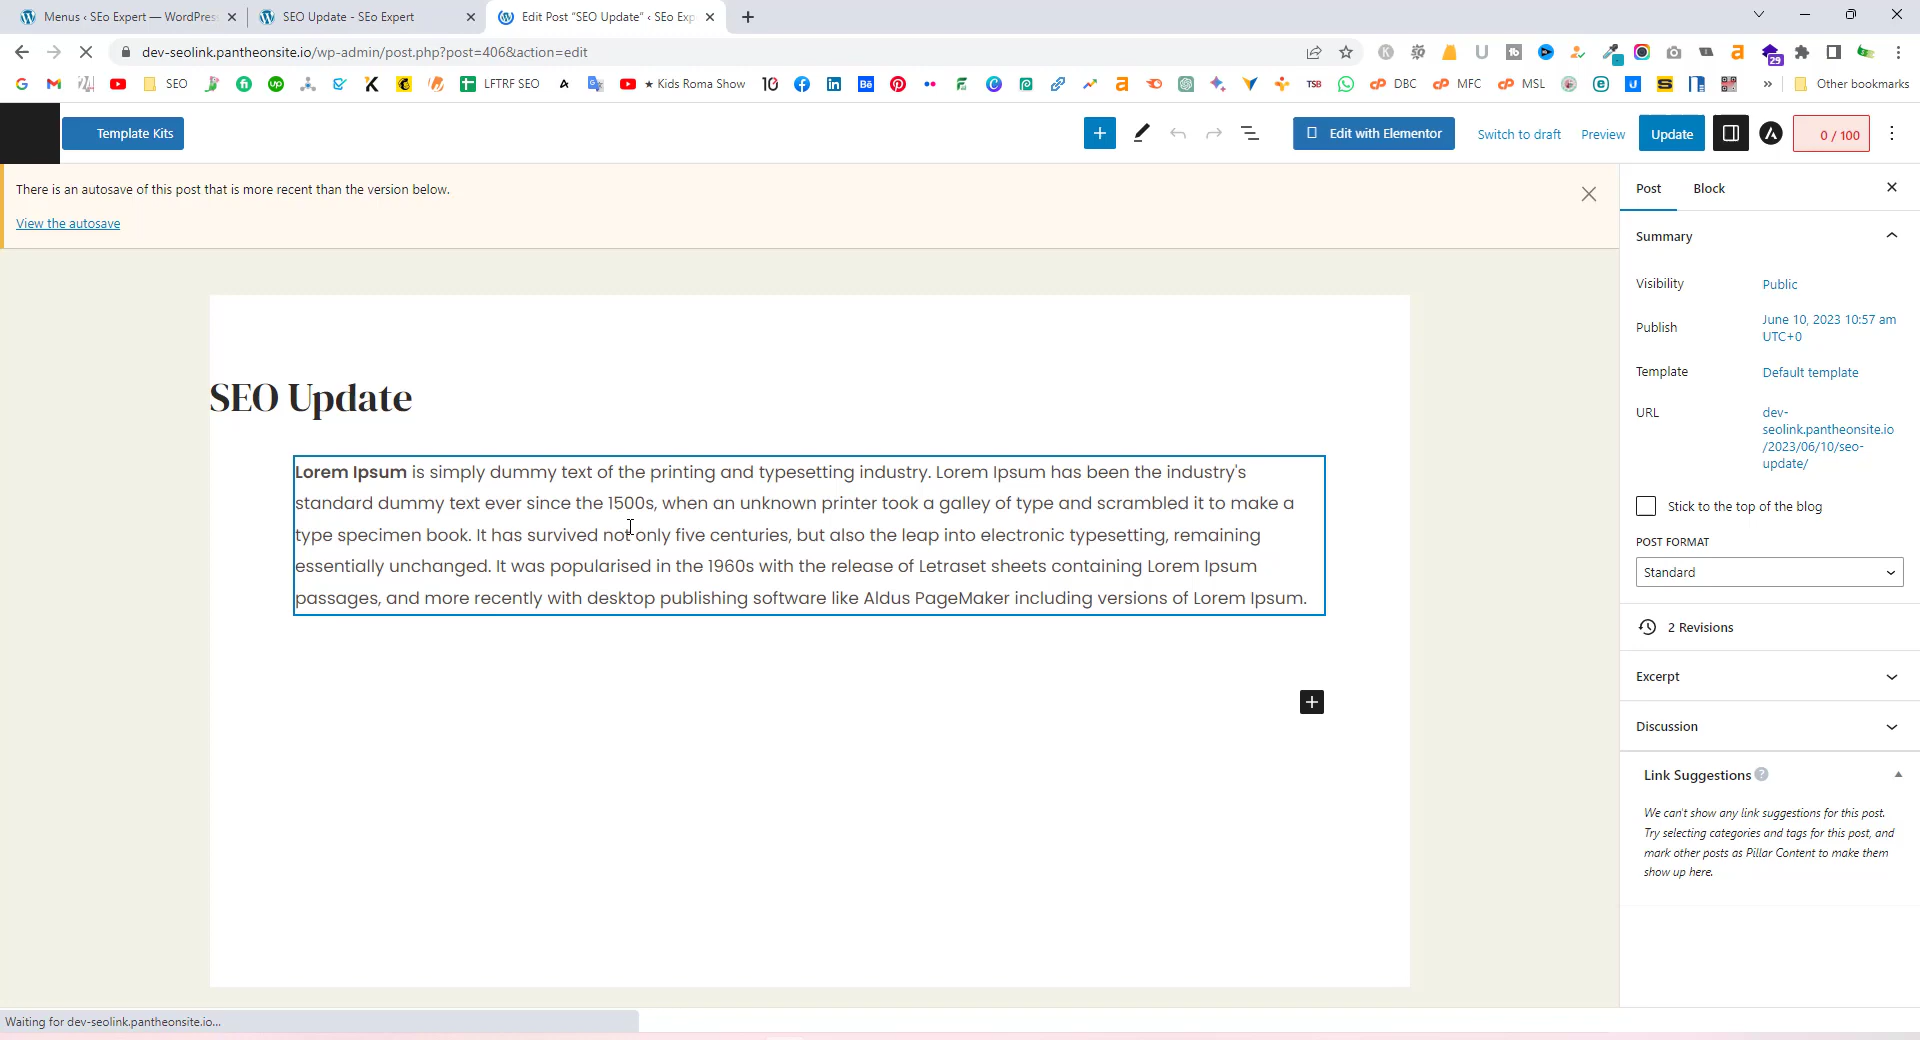 Menus ‹ SEo Expert — WordPres
SEO Update - SEo Expert
Edit Post “SEO Update” ‹ SEo Exp
dev-seolink.pantheonsite.io/wp-admin/post.php?post=406&action=edit
29
SEO
LFTRF SEO
★ Kids Roma Show
10
TSB
DBC
MFC
MSL
»
Other bookmarks
Template Kits
Edit with Elementor
Switch to draft
Preview
Update
0 / 100
There is an autosave of this post that is more recent than the version below.
View the autosave
SEO Update
Lorem Ipsum is simply dummy text of the printing and typesetting industry. Lorem Ipsum has been the industry's
standard dummy text ever since the 1500s, when an unknown printer took a galley of type and scrambled it to make a
type specimen book. It has survived not only five centuries, but also the leap into electronic typesetting, remaining
essentially unchanged. It was popularised in the 1960s with the release of Letraset sheets containing Lorem Ipsum
passages, and more recently with desktop publishing software like Aldus PageMaker including versions of Lorem Ipsum.
Post
Block
Summary
Visibility
Public
Publish
June 10, 2023 10:57 am
UTC+0
Template
Default template
URL
dev-
seolink.pantheonsite.io
/2023/06/10/seo-
update/
Stick to the top of the blog
POST FORMAT
Standard
2 Revisions
Excerpt
Discussion
Link Suggestions
We can't show any link suggestions for this post.
Try selecting categories and tags for this post, and
mark other posts as Pillar Content to make them
show up here.
Waiting for dev-seolink.pantheonsite.io...